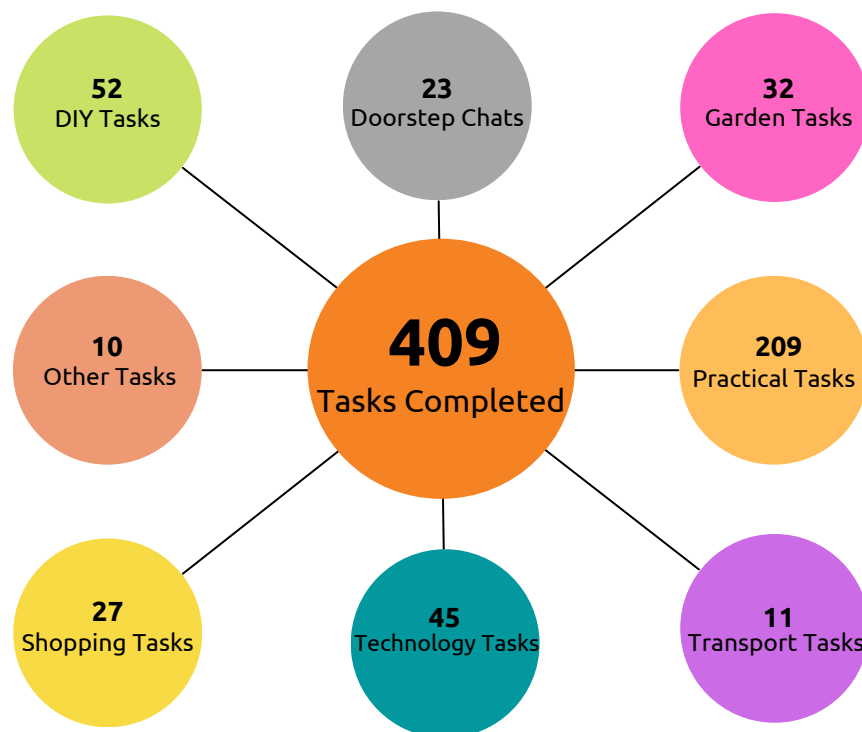 52
DIY Tasks
23
Doorstep Chats
32
Garden Tasks
10
Other Tasks
409
Tasks Completed
209
Practical Tasks
27
Shopping Tasks
45
Technology Tasks
11
Transport Tasks